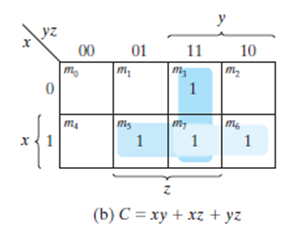 y
yz
x
00 01 11 10
m0 m1 m3 m2
0 1
m4 m5 m7 m6
x { 1 1 1 1
z
(b) C = xy + xz + yz